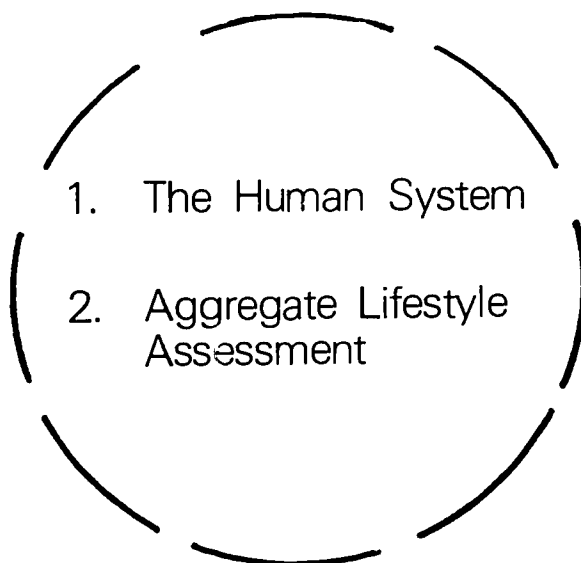 1. The Human System
2. Aggregate Lifestyle
Assessment